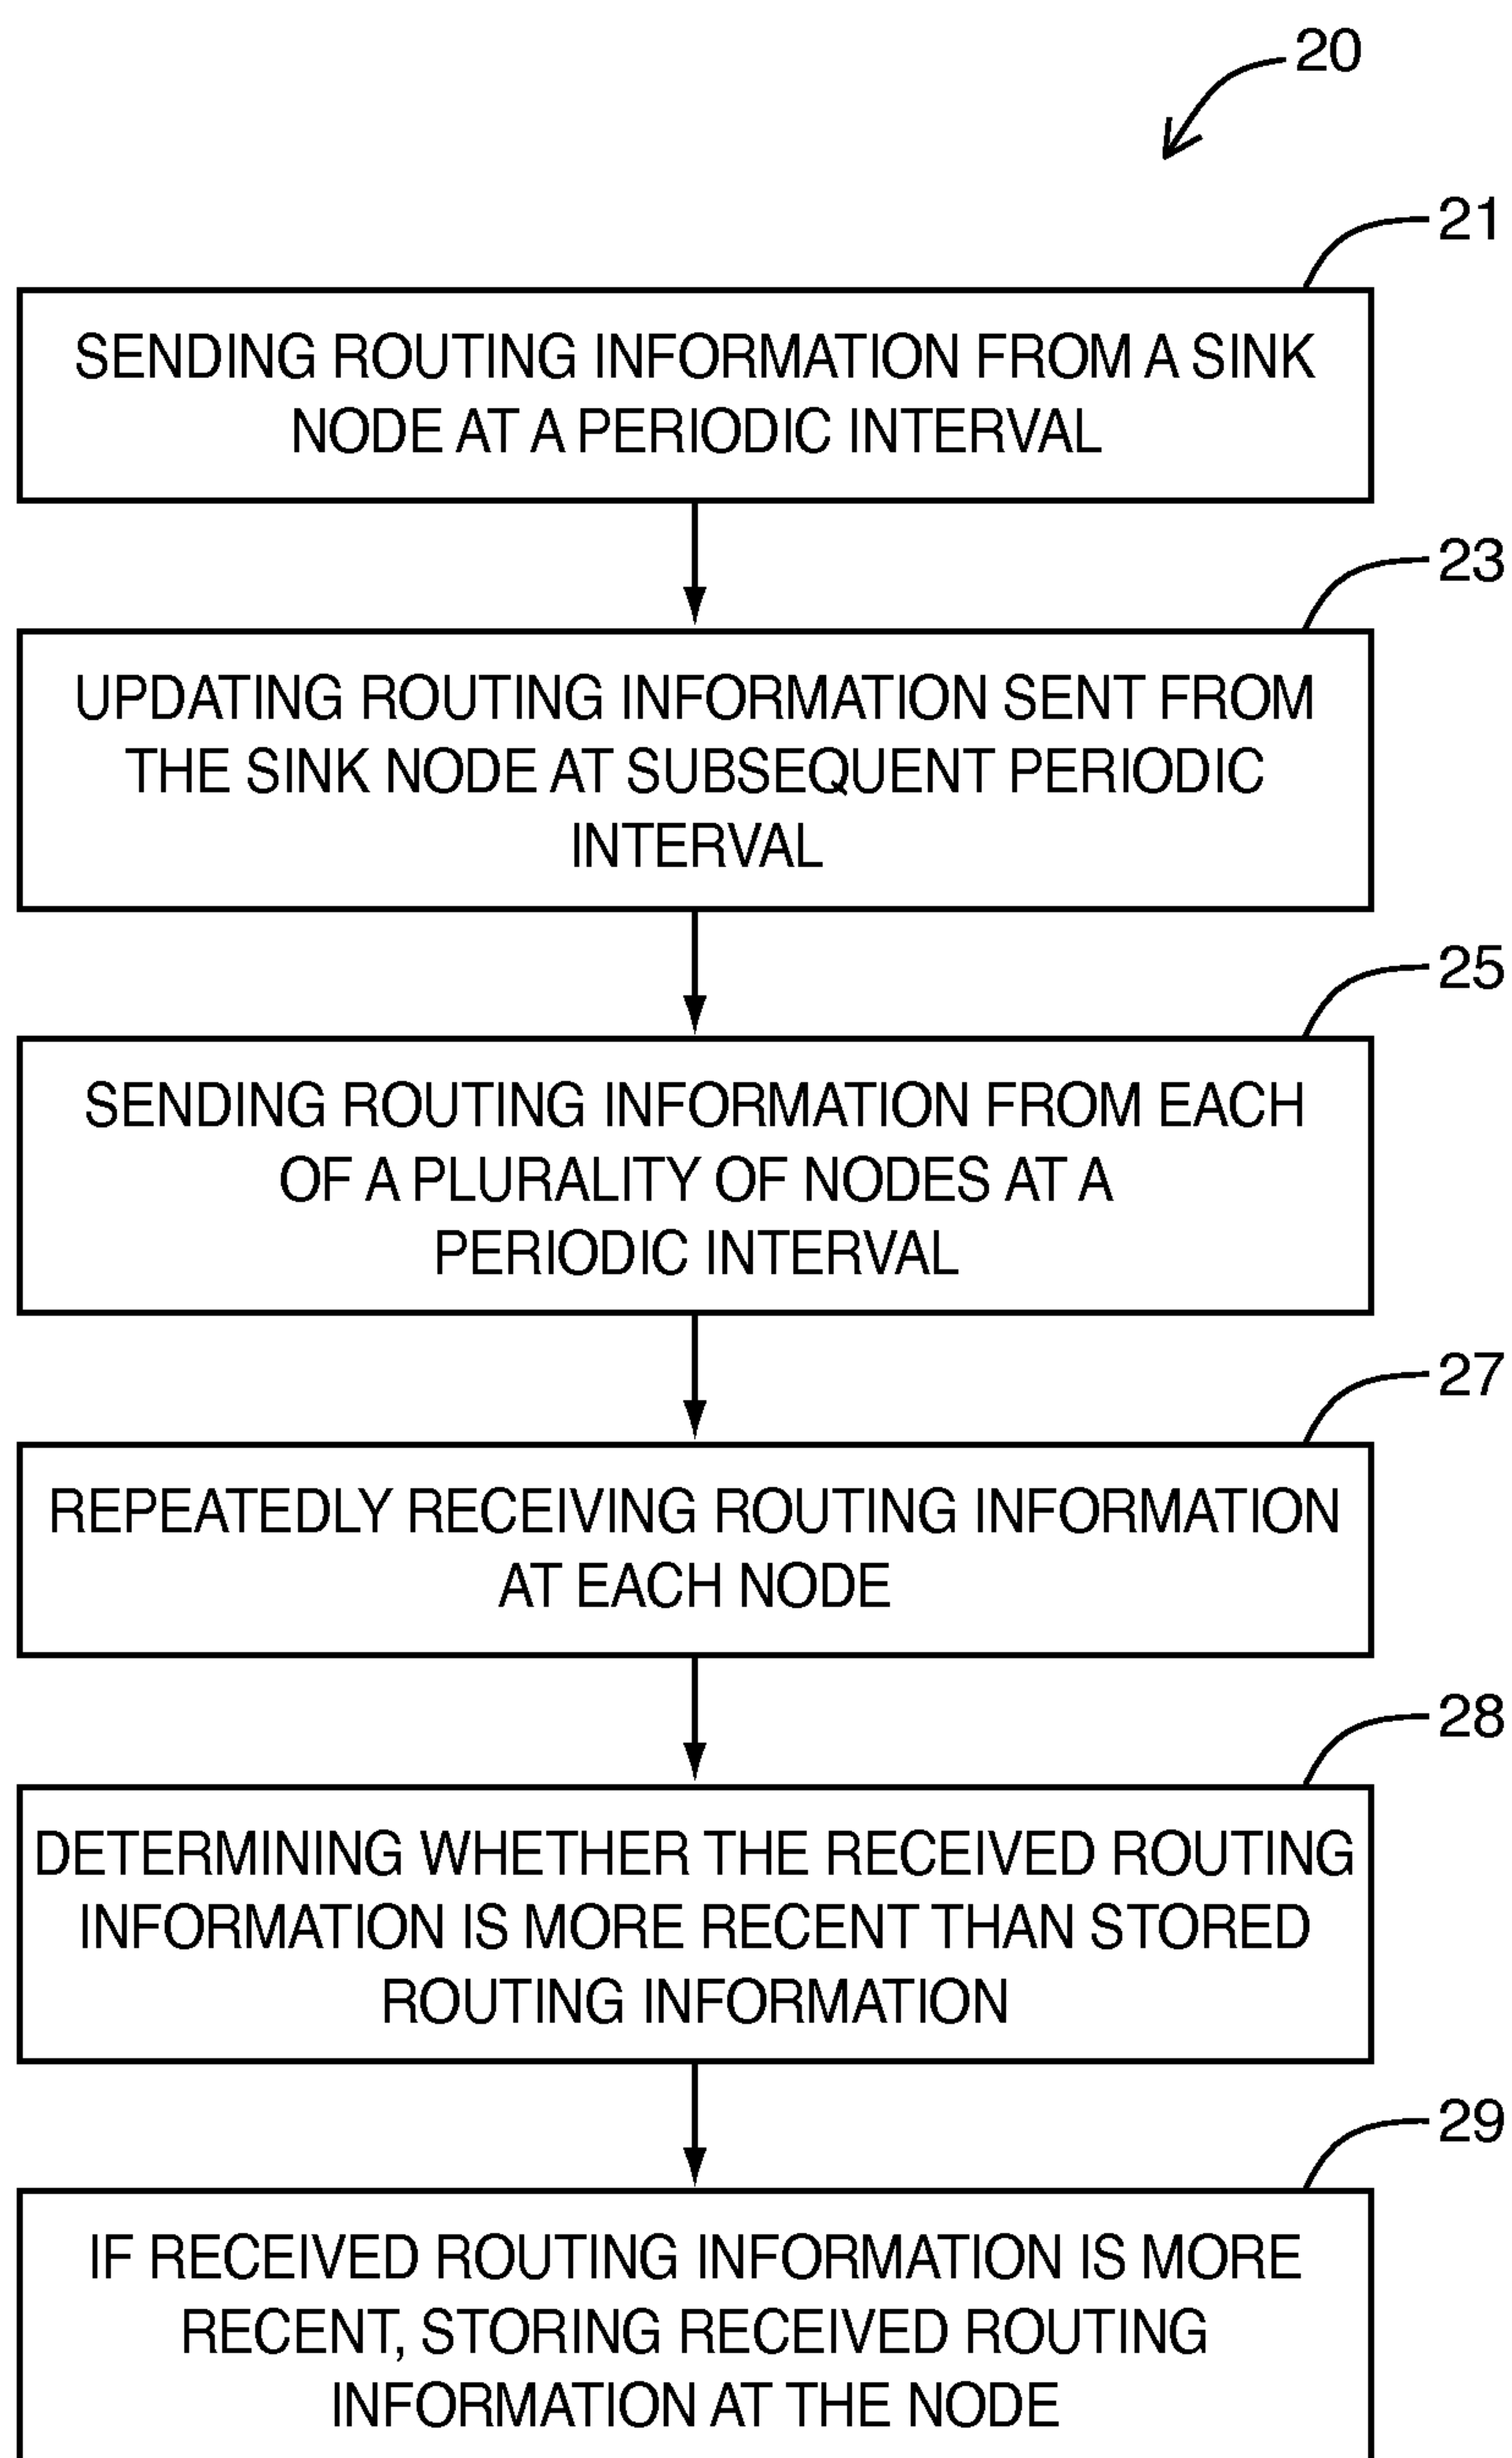 20
21
SENDING ROUTING INFORMATION FROM A SINK
NODE AT A PERIODIC INTERVAL
23
UPDATING ROUTING INFORMATION SENT FROM
THE SINK NODE AT SUBSEQUENT PERIODIC
INTERVAL
25
SENDING ROUTING INFORMATION FROM EACH
OF A PLURALITY OF NODES AT A
PERIODIC INTERVAL
27
REPEATEDLY RECEIVING ROUTING INFORMATION
AT EACH NODE
28
DETERMINING WHETHER THE RECEIVED ROUTING
INFORMATION IS MORE RECENT THAN STORED
ROUTING INFORMATION
29
IF RECEIVED ROUTING INFORMATION IS MORE
RECENT, STORING RECEIVED ROUTING
INFORMATION AT THE NODE